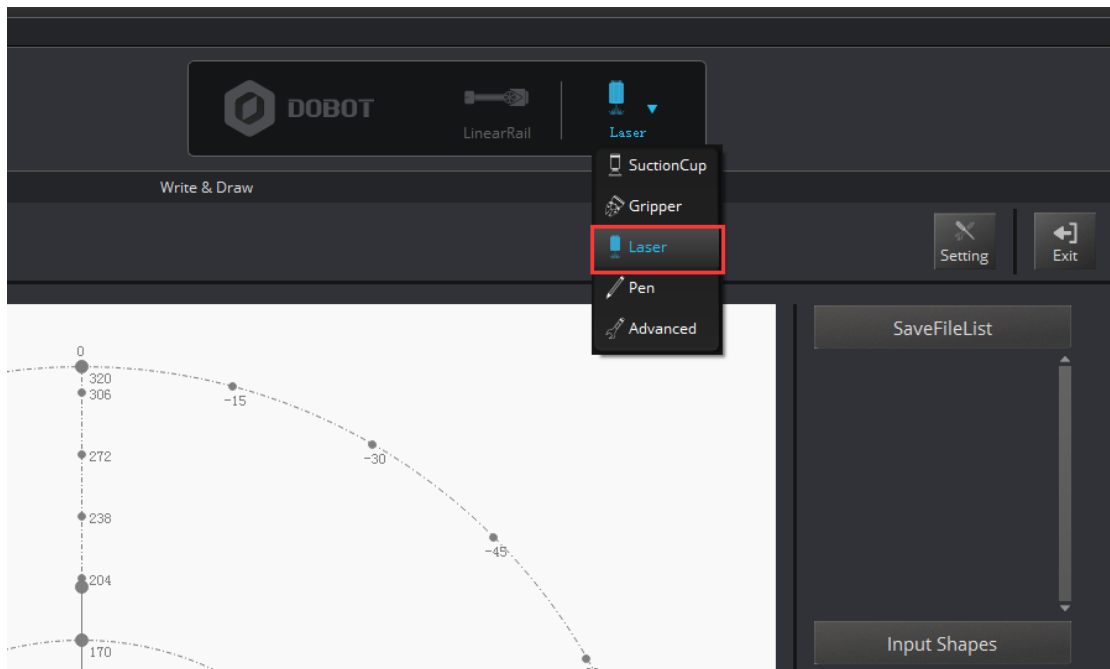 DOBOT
LinearRail
Laser
SuctionCup
Write & Draw
Gripper
Laser
Setting
Exit
Pen
Advanced
SaveFileList
0
320
306
-15
272
-30
238
-45
204
170
Input Shapes